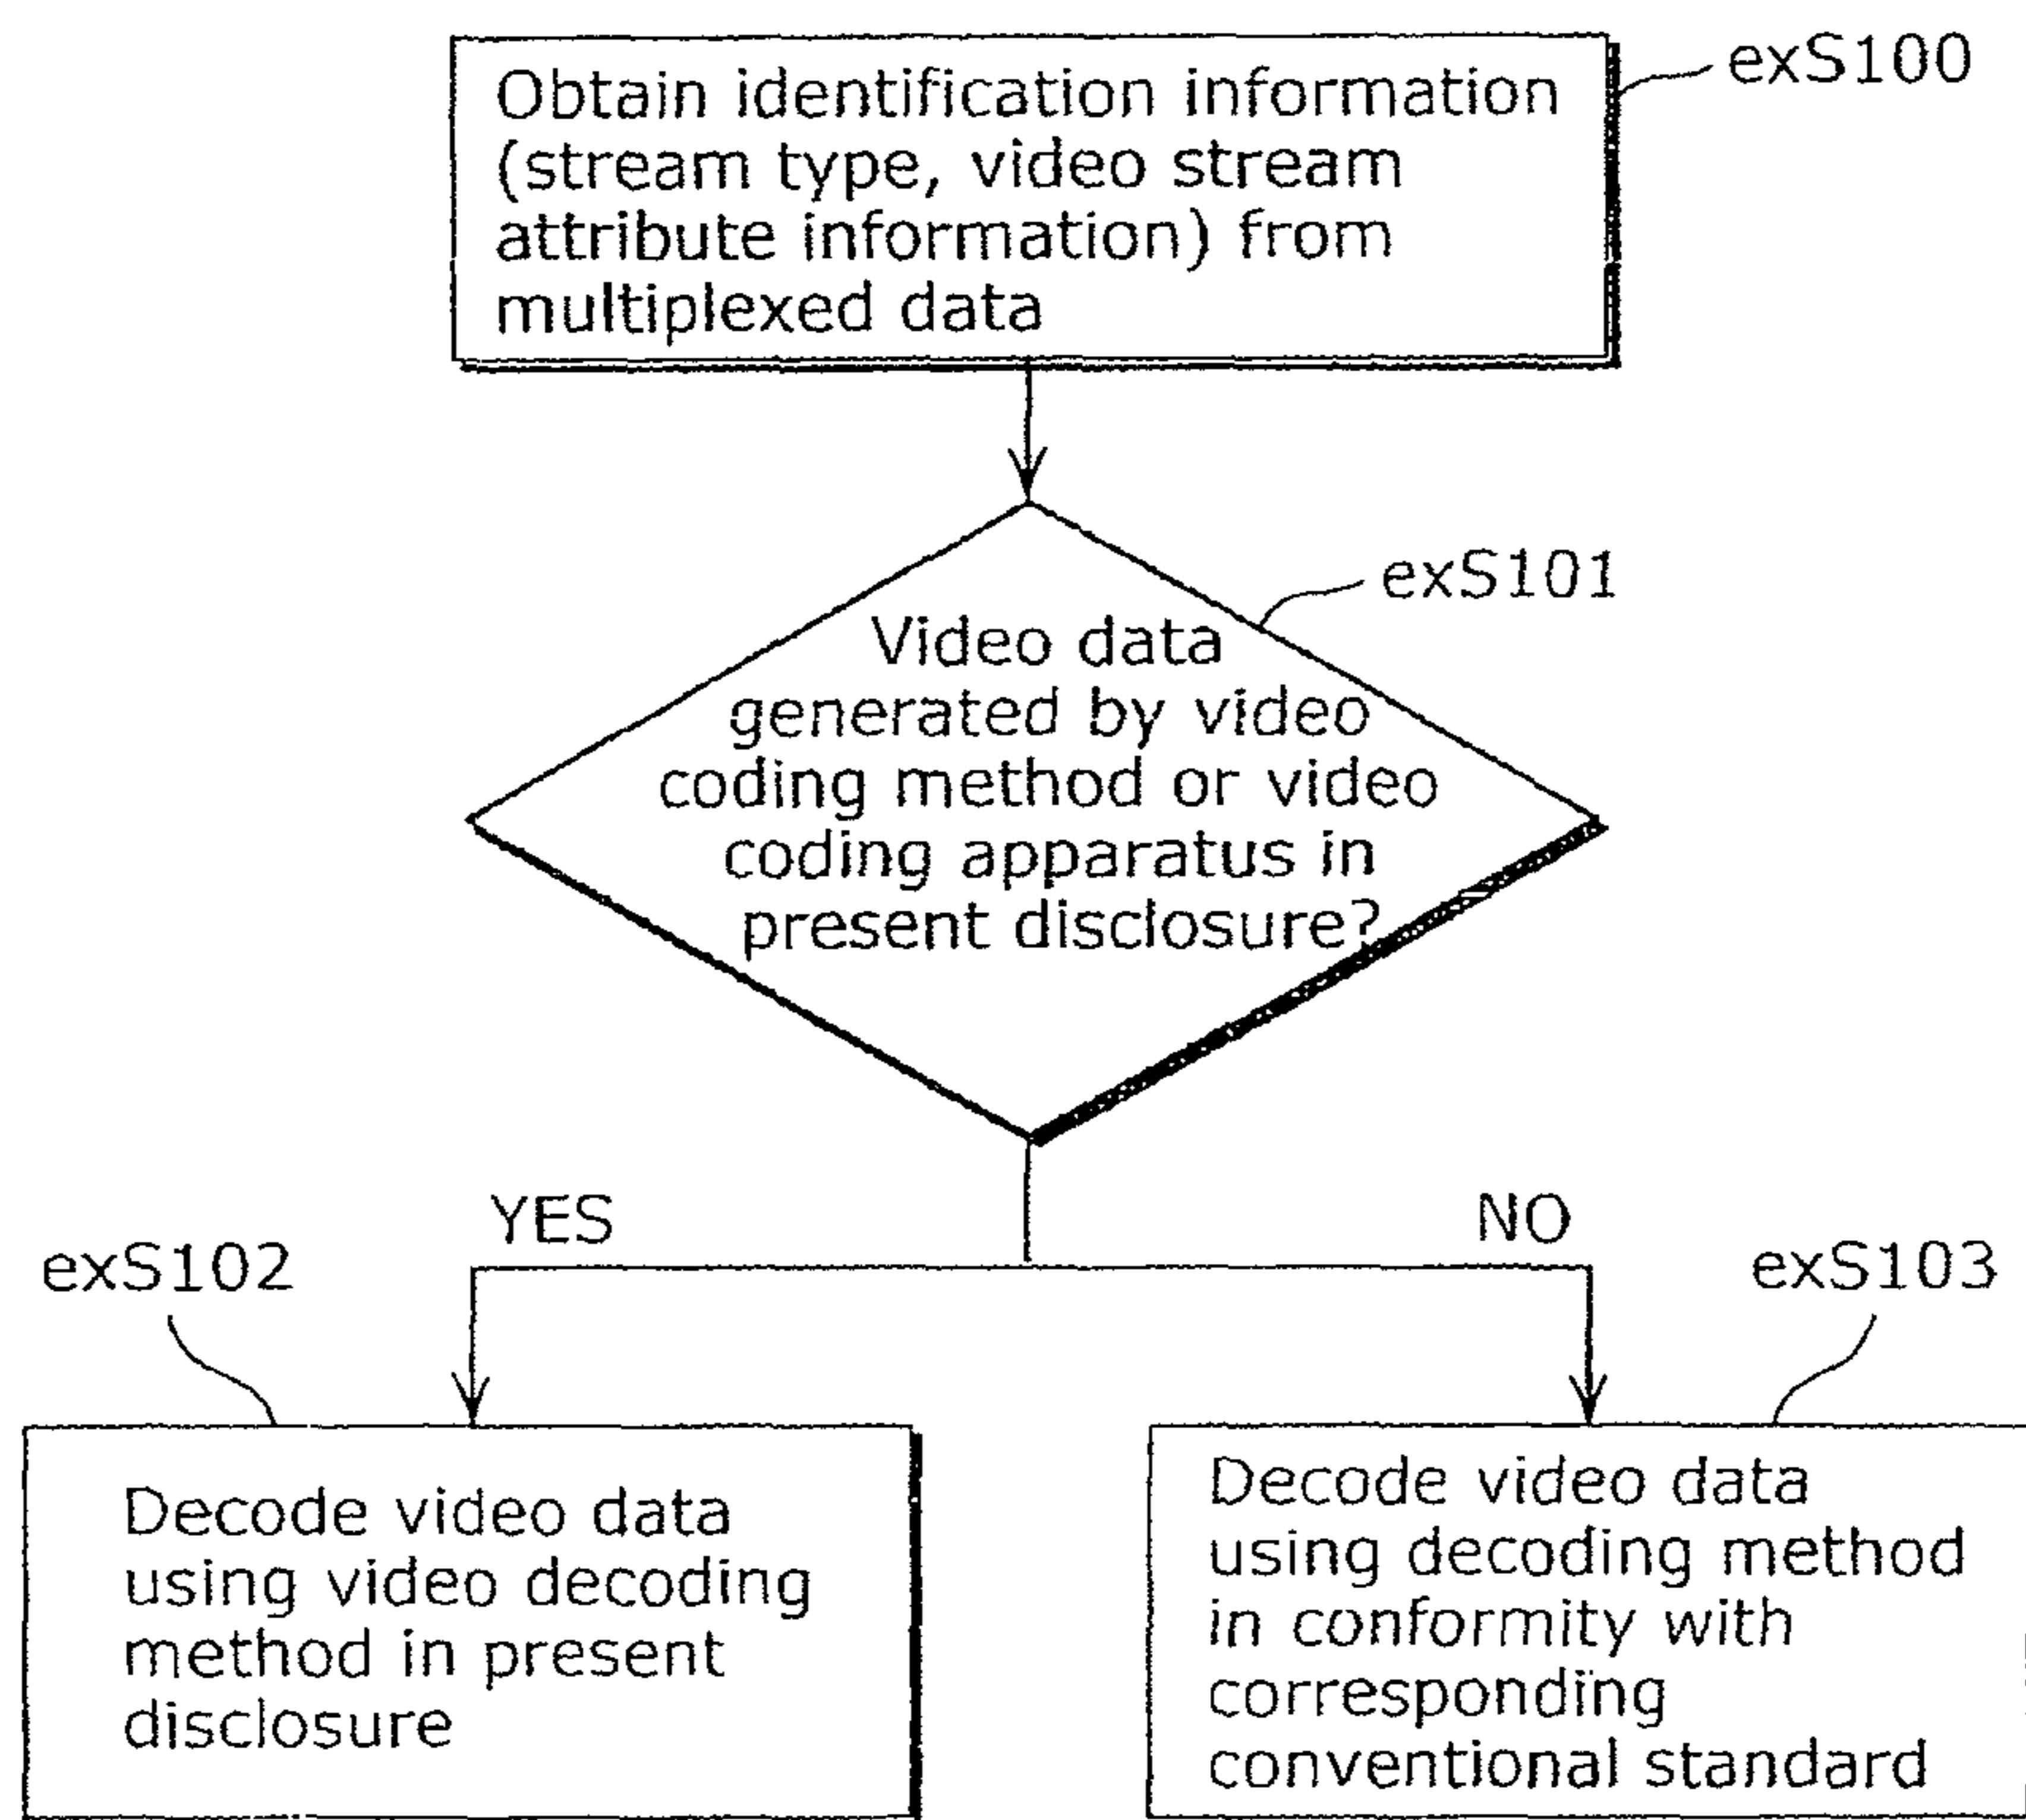 exS100
Obtain identification information
(stream type, video stream
attribute information) from
multiplexed data
exS101
Video data
generated by video
coding method or video
coding apparatus in
present disclosure?
YES
NO
exS102
exS103
Decode video data
using video decoding
method in present
disclosure
Decode video data
using decoding method
in conformity with
corresponding
conventional standard